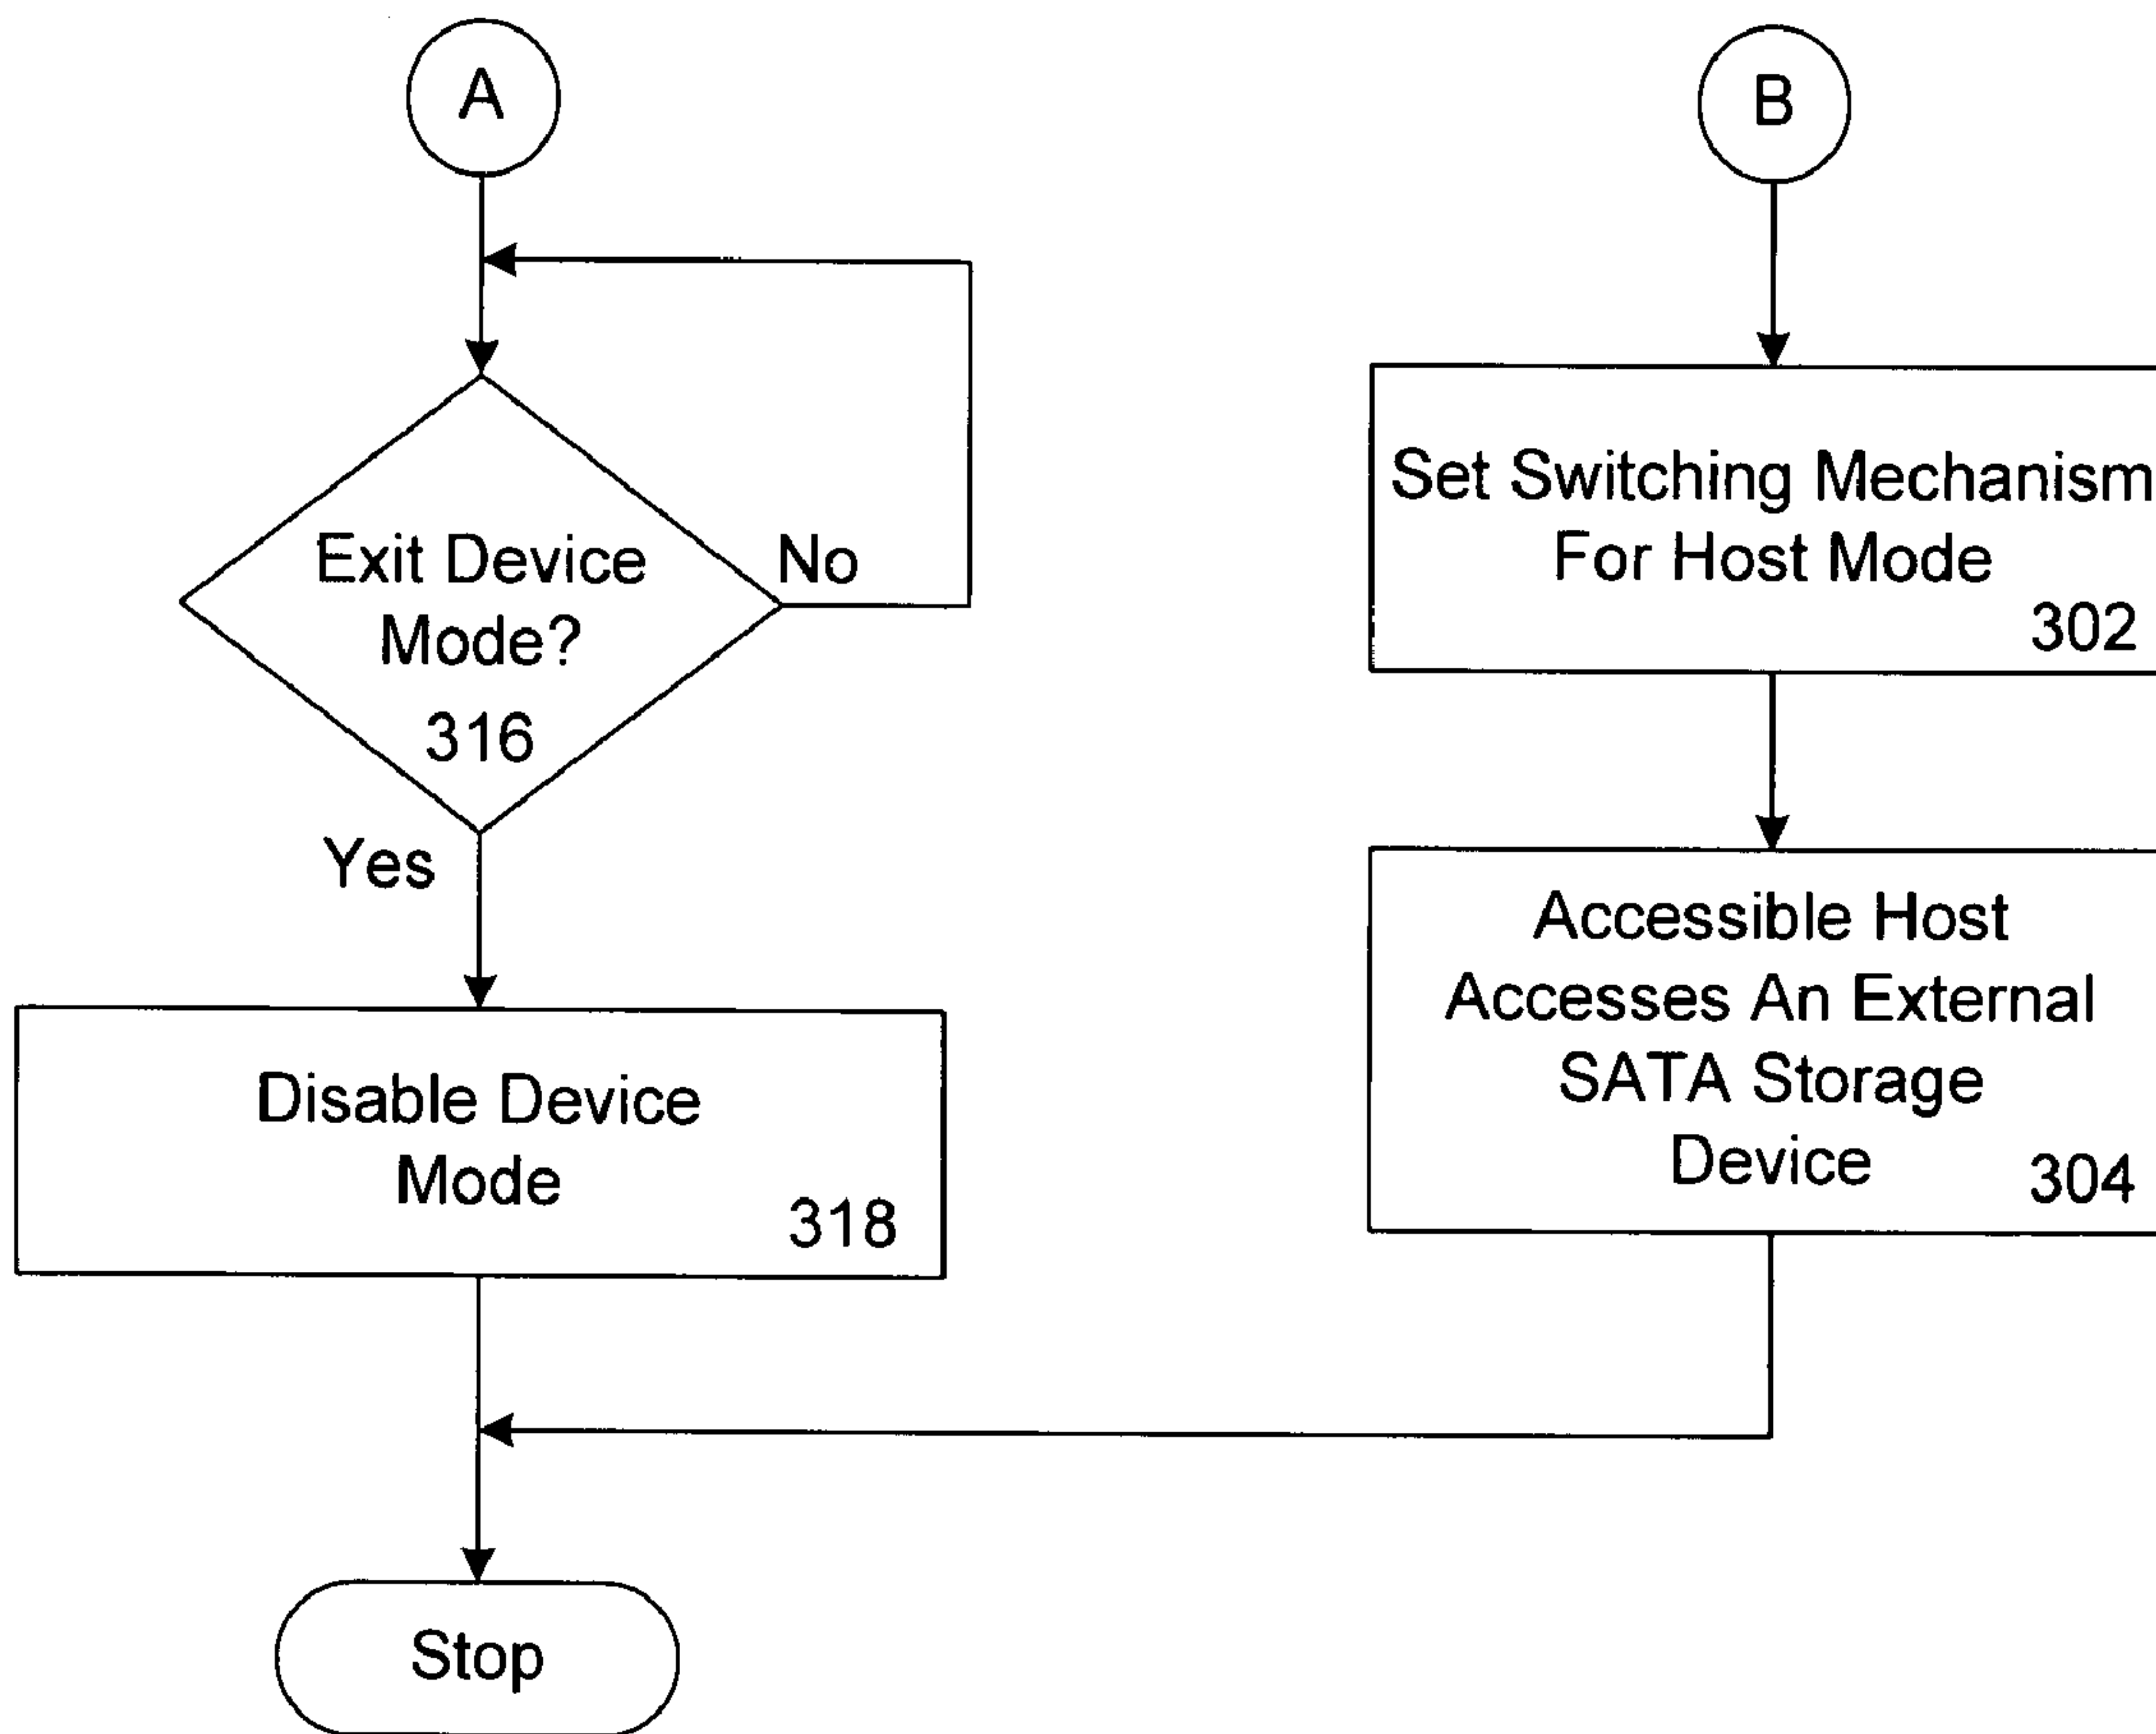 A
Exit Device
Mode?
316
No
Yes
Disable Device
Mode
318
Stop
B
Set Switching Mechanism
For Host Mode
302
Accessible Host
Accesses An External
SATA Storage
Device
304